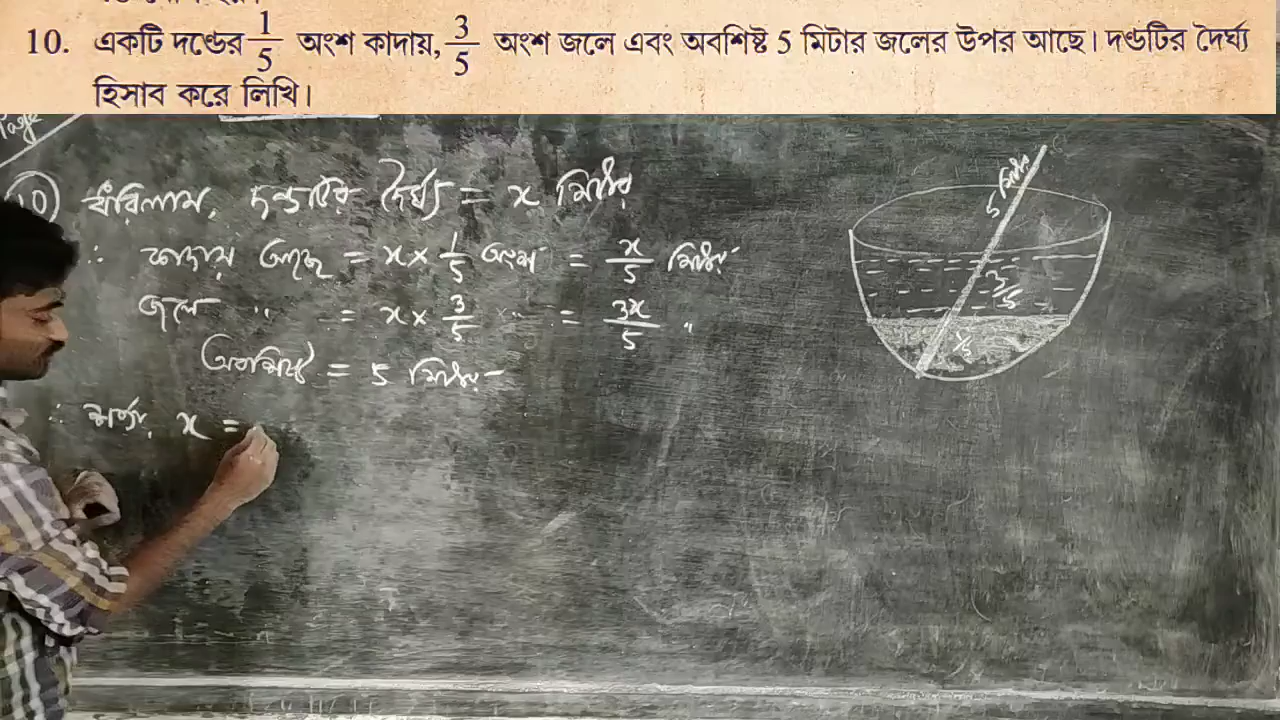 10. একটি দণ্ডের 1/5 অংশ কাদায়, 3/5 অংশ জলে এবং অবশিষ্ট 5 মিটার জলের উপর আছে। দণ্ডটির দৈর্ঘ্য
হিসাব করে লিখি।
Page
10 ধরিলাম, দণ্ডটির দৈর্ঘ্য = x মিটার
∴ কাদায় আছে = x × 1/5 অংশ = x/5 মিটার
জলে " = x × 3/5 " = 3x/5 "
অবশিষ্ট = 5 মিটার
∴ শর্তে, x =
5 মিটার
3/5
1/5